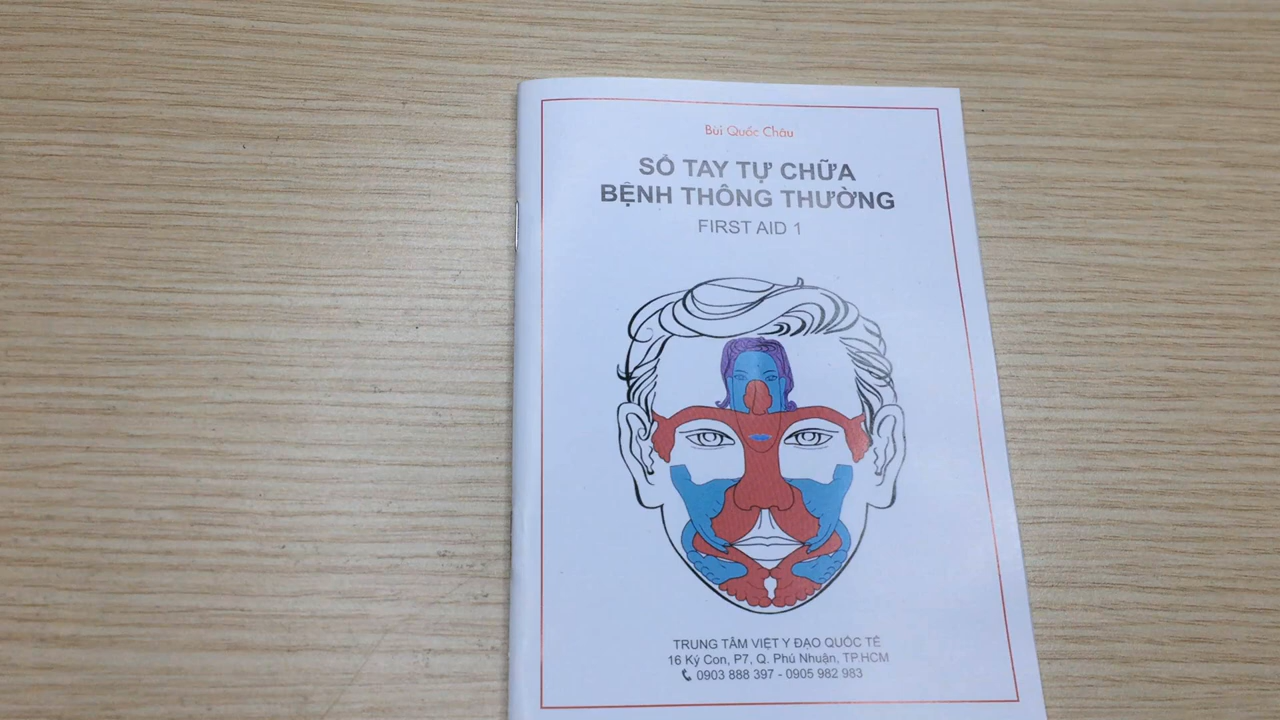 Bùi Quốc Châu
SỔ TAY TỰ CHỮA
BỆNH THÔNG THƯỜNG
FIRST AID 1
TRUNG TÂM VIỆT Y ĐẠO QUỐC TẾ
16 Ký Con, P7, Q. Phú Nhuận, TP.HCM
0903 888 397 - 0905 982 983